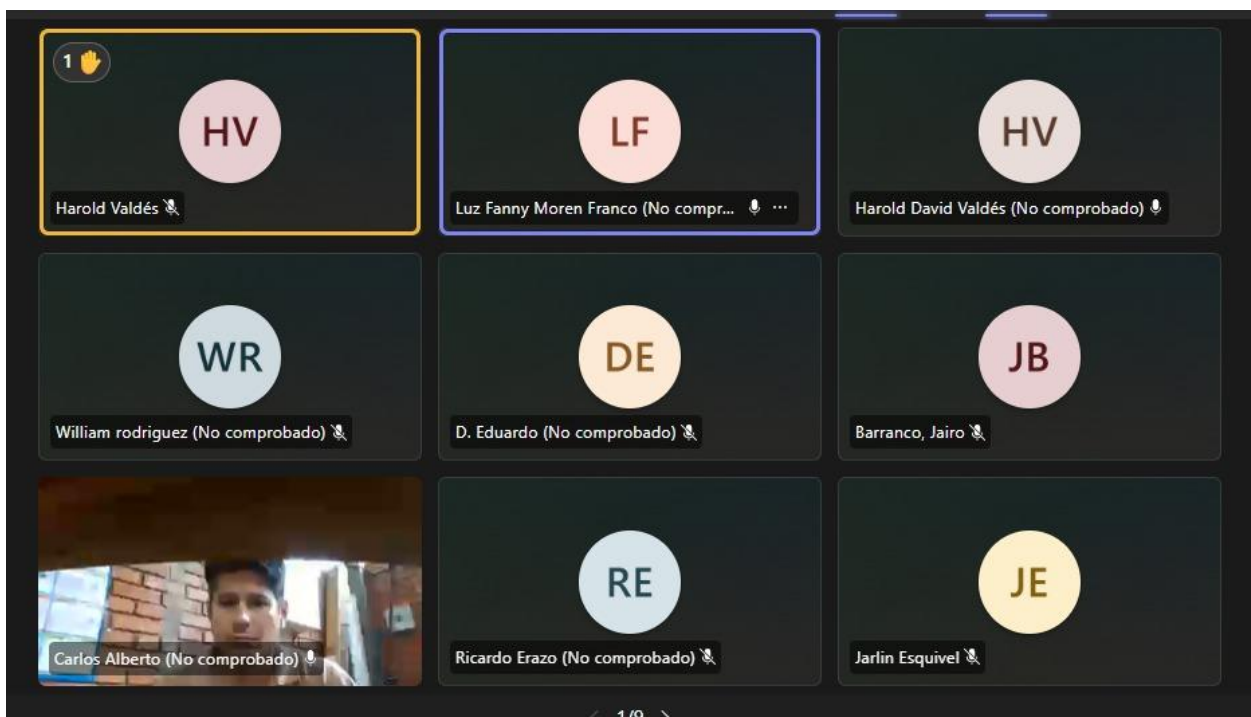 1
HV
Harold Valdés
LF
Luz Fanny Moren Franco (No compr...
HV
Harold David Valdés (No comprobado)
WR
William rodriguez (No comprobado)
DE
D. Eduardo (No comprobado)
JB
Barranco, Jairo
Carlos Alberto (No comprobado)
RE
Ricardo Erazo (No comprobado)
JE
Jarlin Esquivel
1/9